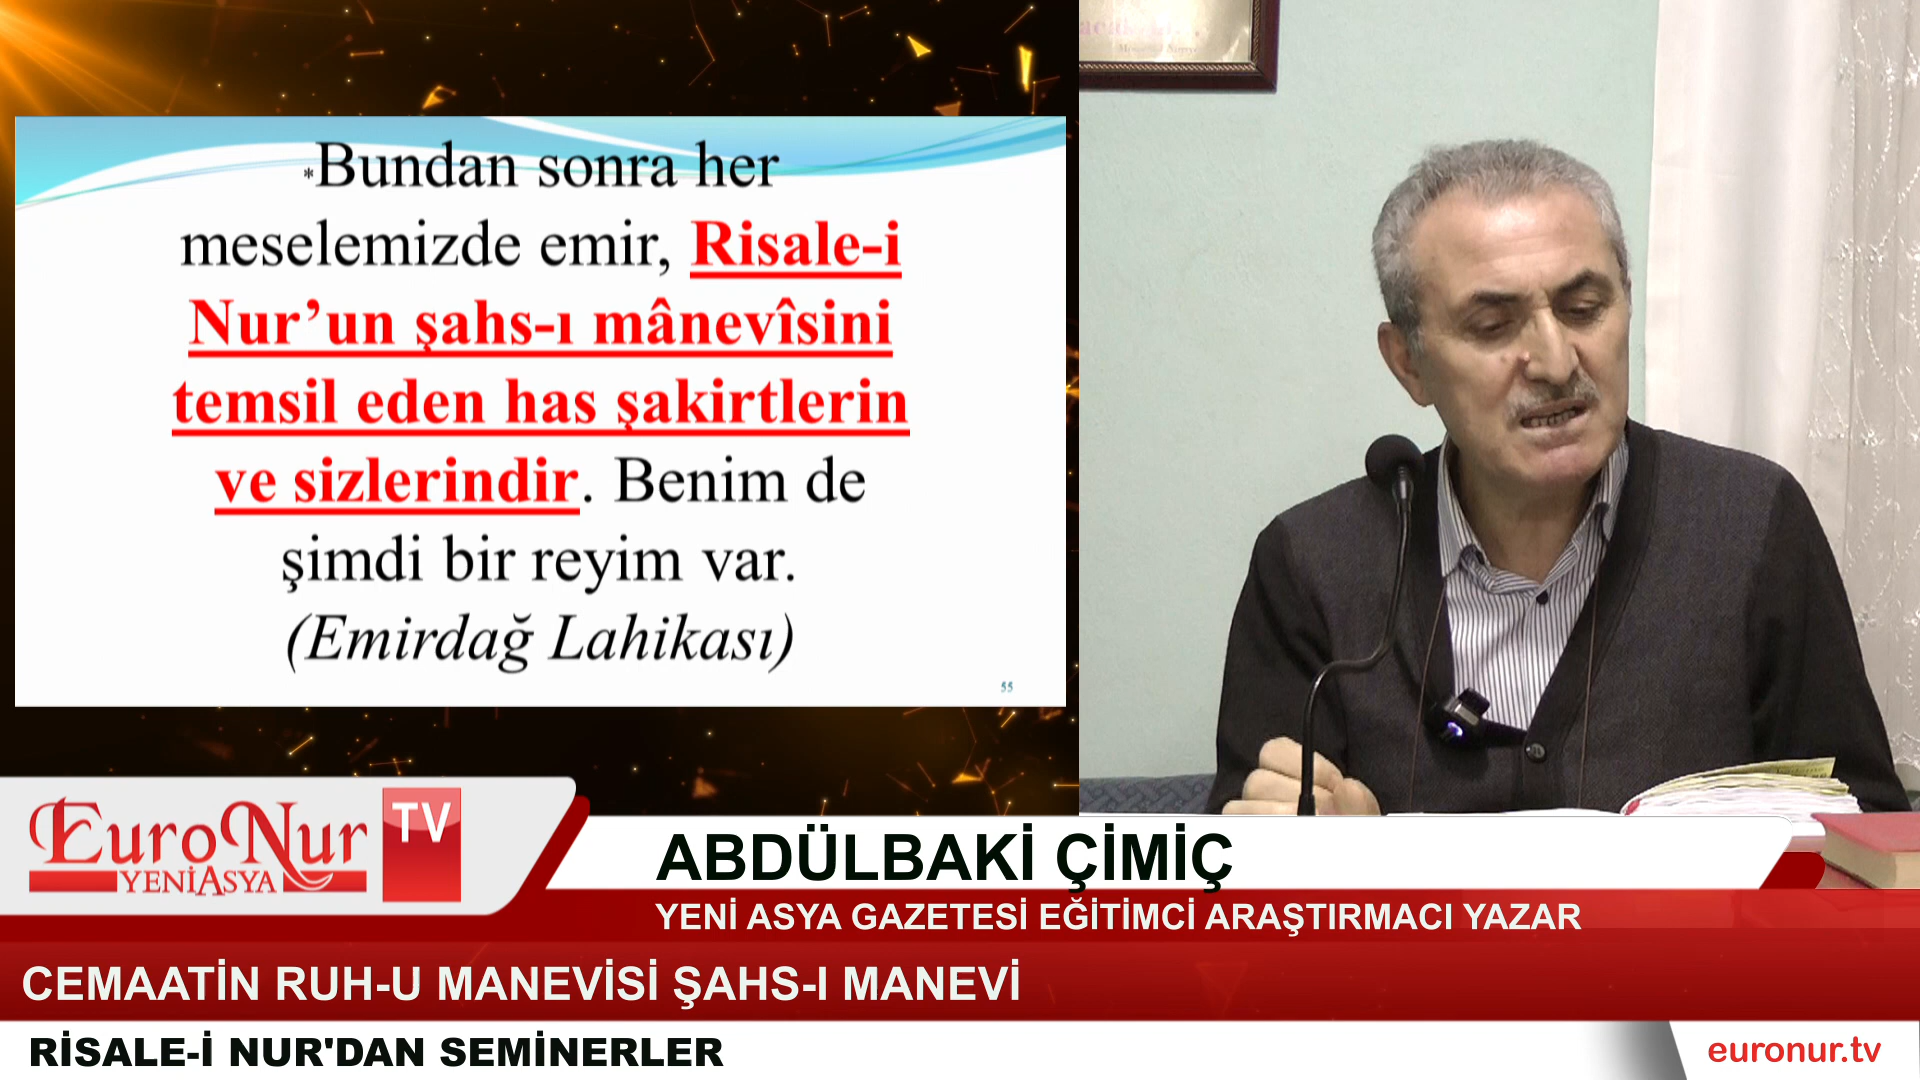 *Bundan sonra her
meselemizde emir, Risale-i
Nur’un şahs-ı mânevîsini
temsil eden has şakirtlerin
ve sizlerindir. Benim de
şimdi bir reyim var.
(Emirdağ Lahikası)
55
EuroNur TV
YENİASYA
ABDÜLBAKİ ÇİMİÇ
YENİ ASYA GAZETESİ EĞİTİMCİ ARAŞTIRMACI YAZAR
CEMAATİN RUH-U MANEVİSİ ŞAHS-I MANEVİ
RİSALE-İ NUR'DAN SEMİNERLER
euronur.tv